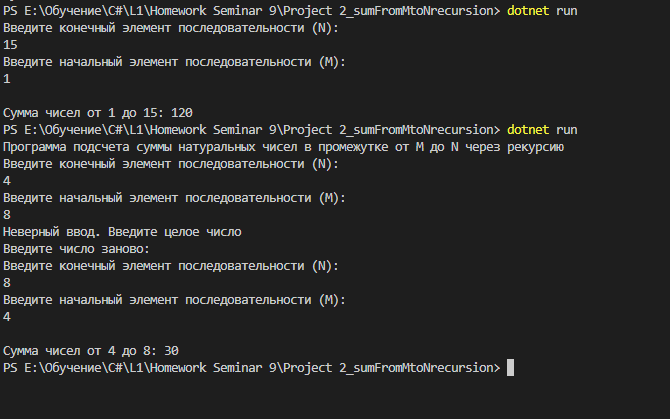 PS E:\Обучение\C#\L1\Homework Seminar 9\Project 2_sumFromMtoNrecursion> dotnet run
Введите конечный элемент последовательности (N):
15
Введите начальный элемент последовательности (M):
1
Сумма чисел от 1 до 15: 120
PS E:\Обучение\C#\L1\Homework Seminar 9\Project 2_sumFromMtoNrecursion> dotnet run
Программа подсчета суммы натуральных чисел в промежутке от M до N через рекурсию
Введите конечный элемент последовательности (N):
4
Введите начальный элемент последовательности (M):
8
Неверный ввод. Введите целое число
Введите число заново:
Введите конечный элемент последовательности (N):
8
Введите начальный элемент последовательности (M):
4
Сумма чисел от 4 до 8: 30
PS E:\Обучение\C#\L1\Homework Seminar 9\Project 2_sumFromMtoNrecursion>